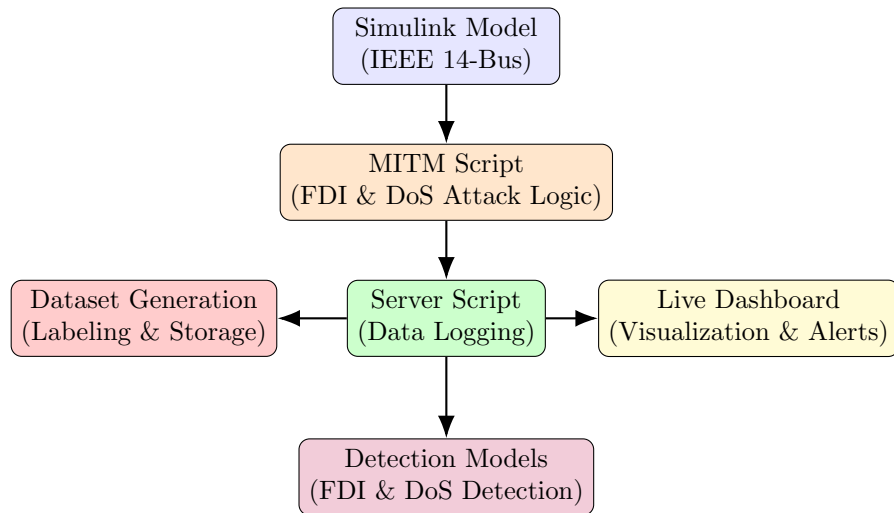 Simulink Model
(IEEE 14-Bus)
MITM Script
(FDI & DoS Attack Logic)
Dataset Generation
(Labeling & Storage)
Server Script
(Data Logging)
Live Dashboard
(Visualization & Alerts)
Detection Models
(FDI & DoS Detection)